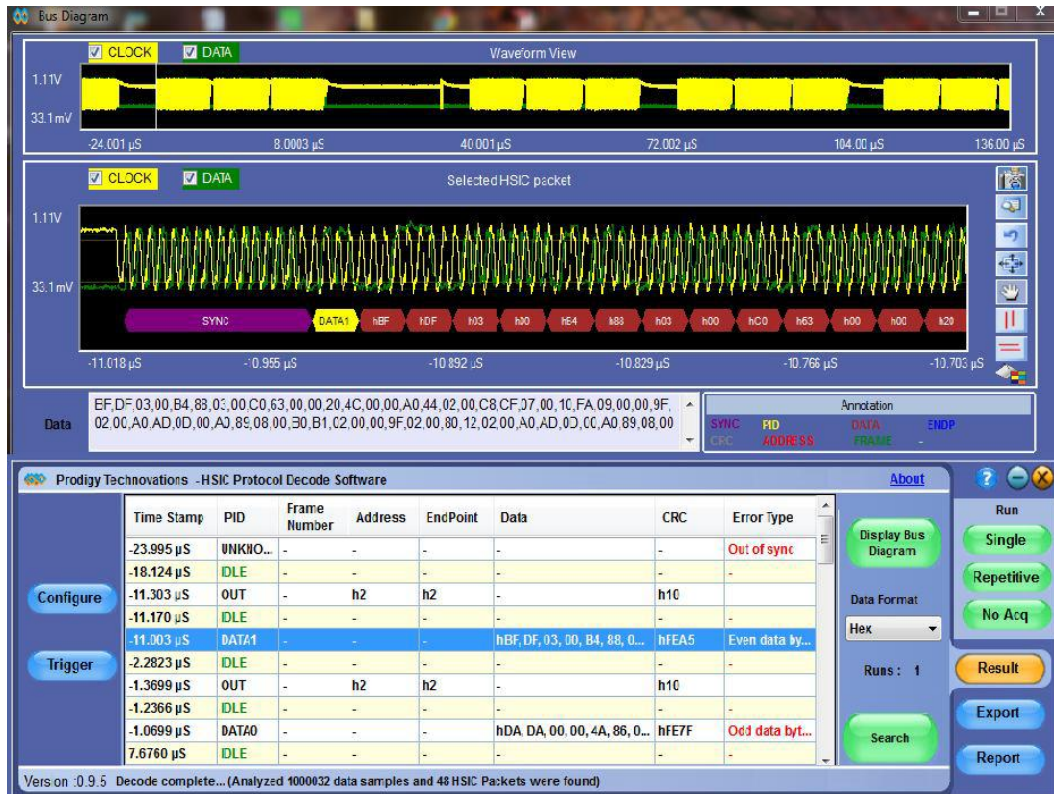 Bus Diagram
CLOCK DATA Waveform View
1.11V
33.1 mV
-24.001 µS 8.0003 µS 40.001 µS 72.002 µS 104.00 µS 136.00 µS
CLOCK DATA Selected HSIC packet
1.11V
33.1 mV
SYNC DATA1 hBF hDF h03 h00 hB4 h88 h03 h00 hC0 h63 h00 h00 h20
-11.018 µS -10.955 µS -10.892 µS -10.829 µS -10.766 µS -10.703 µS
Data
BF,DF,03,00,B4,88,03,00,C0,63,00,00,20,4C,00,00,A0,44,02,00,C8,CF,07,00,10,FA,09,00,00,9F,
02,00,A0,AD,0D,00,A0,89,08,00,B0,B1,02,00,00,9F,02,00,80,12,02,00,A0,AD,0D,00,A0,89,08,00
Annotation
SYNC PID DATA ENDP
CRC ADDRESS FRAME -
Prodigy Technovations -HSIC Protocol Decode Software About
Time Stamp PID Frame Number Address EndPoint Data CRC Error Type
-23.995 µS UNKNO... - - - - - Out of sync
-18.124 µS IDLE - - - - - -
-11.303 µS OUT - h2 h2 - h10
-11.170 µS IDLE - - - - - -
-11.003 µS DATA1 - - - hBF, DF, 03, 00, B4, 88, 0... hFEA5 Even data by...
-2.2823 µS IDLE - - - - - -
-1.3699 µS OUT - h2 h2 - h10
-1.2366 µS IDLE - - - - - -
-1.0699 µS DATA0 - - - hDA, DA, 00, 00, 4A, 86, 0... hFE7F Odd data byt...
7.6760 µS IDLE - - - - - -
Configure
Trigger
Display Bus
Diagram
Data Format
Hex
Runs : 1
Search
Run
Single
Repetitive
No Acq
Result
Export
Report
Version :0.9.5 Decode complete... (Analyzed 1000032 data samples and 48 HSIC Packets were found)